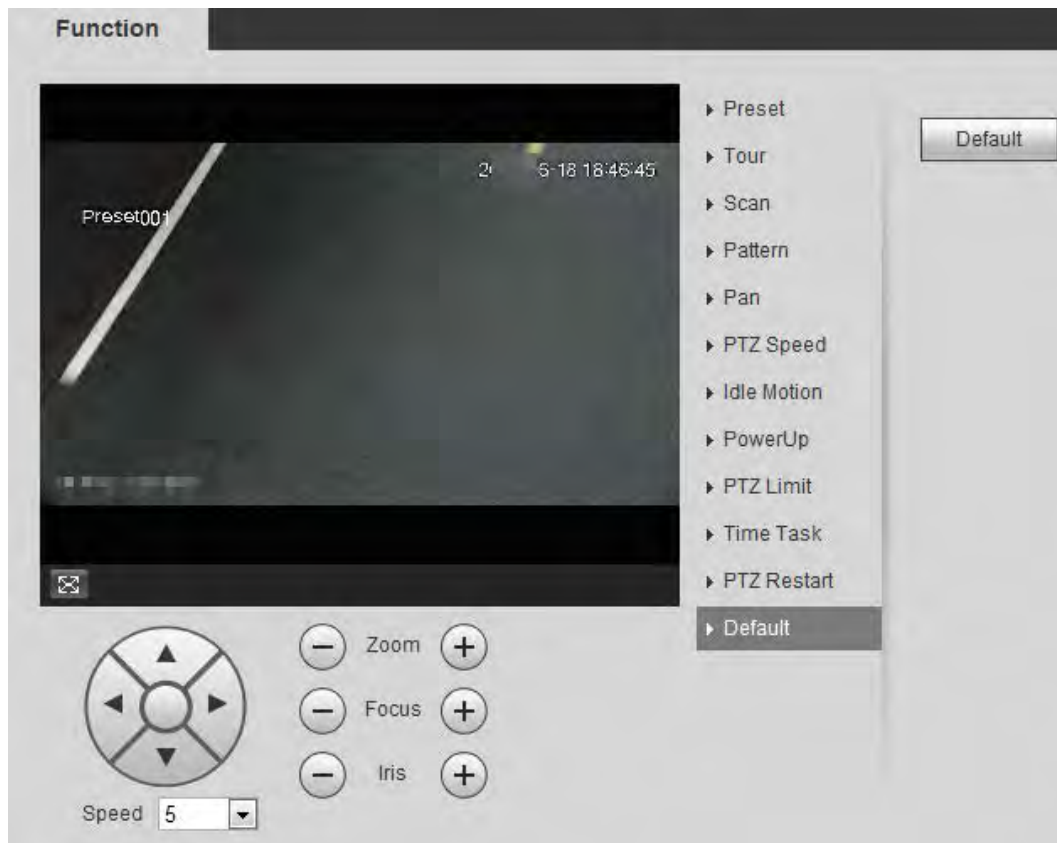 Function
6-18 18:46:45
Preset001
Preset
Tour
Scan
Pattern
Pan
PTZ Speed
Idle Motion
PowerUp
PTZ Limit
Time Task
PTZ Restart
Default
Default
Zoom
Focus
Iris
Speed 5